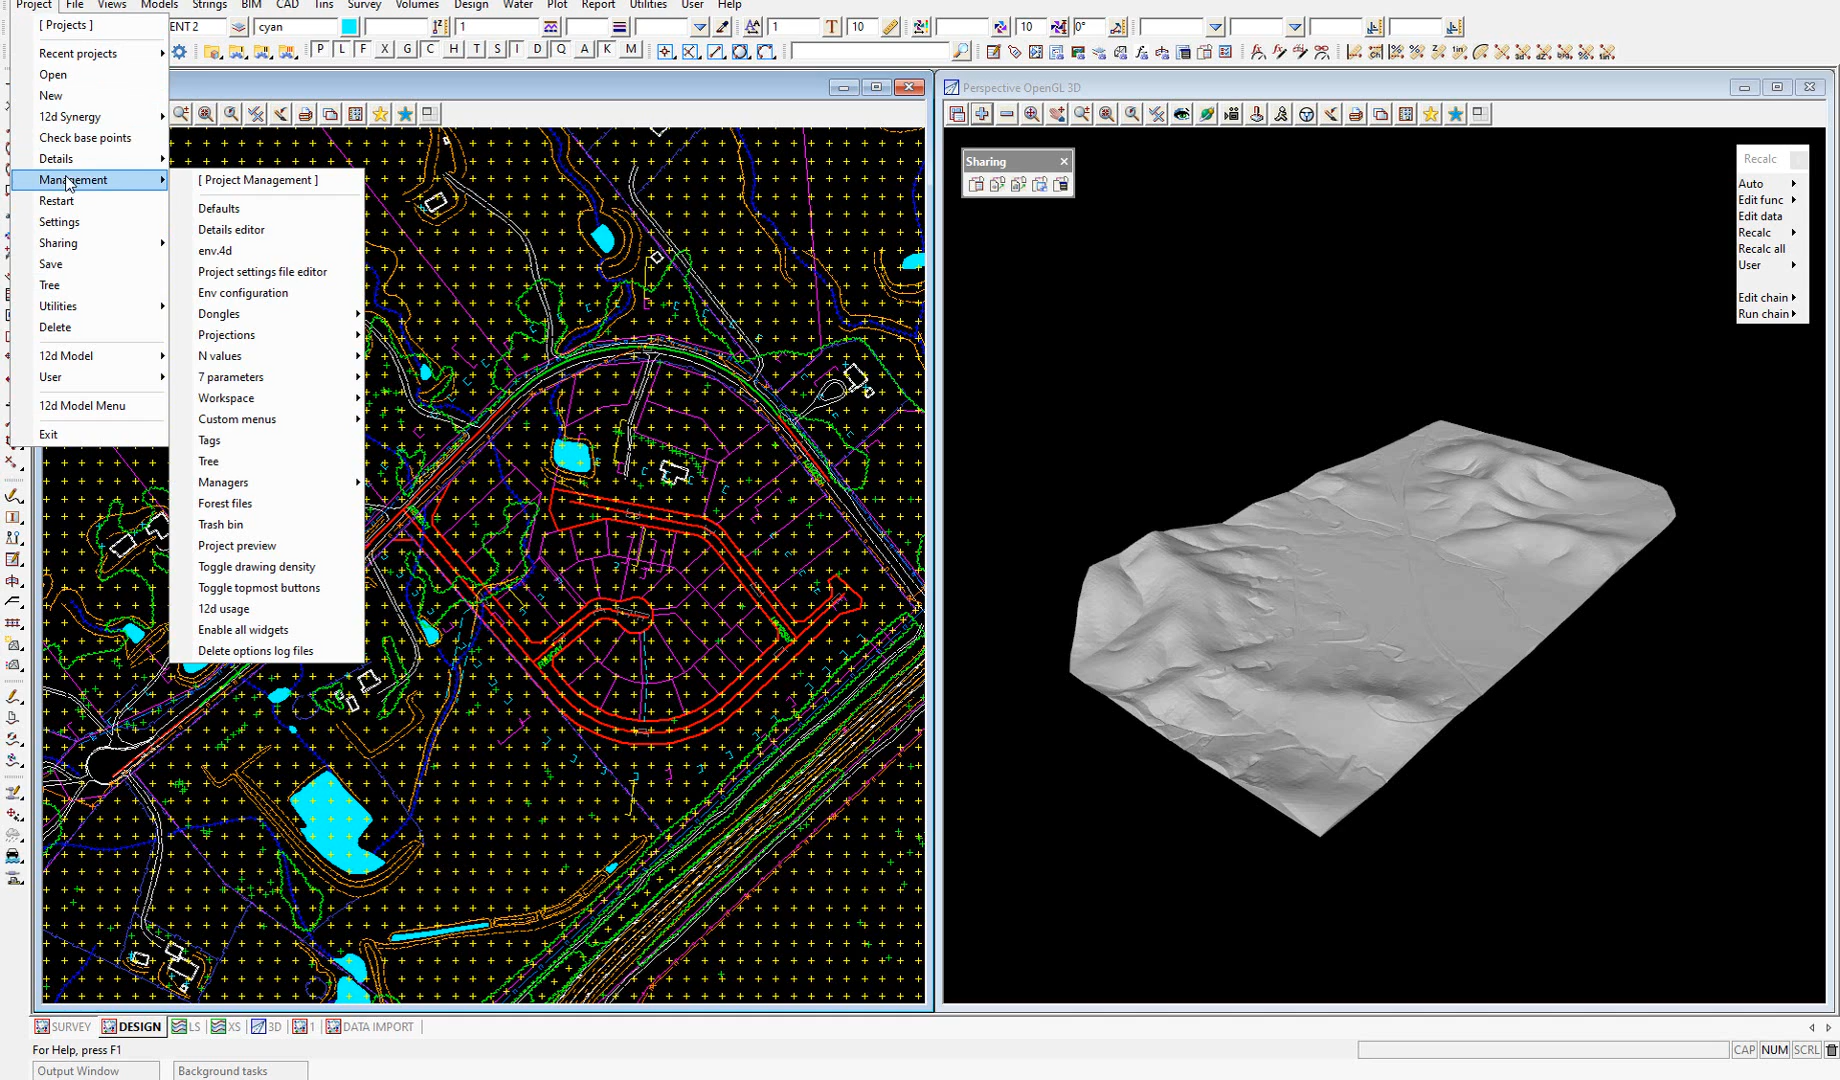 Project File Views Models Strings BIM CAD Tins Survey Volumes Design Water Plot Report Utilities User Help
[ Projects ]
ENT 2 cyan 1 1 10 10 0°
P L F X G C H T S I D Q A K M
Recent projects
Open
New
12d Synergy
Check base points
Details
Management
Restart
Settings
Sharing
Save
Tree
Utilities
Delete
12d Model
User
12d Model Menu
Exit
[ Project Management ]
Defaults
Details editor
env.4d
Project settings file editor
Env configuration
Dongles
Projections
N values
7 parameters
Workspace
Custom menus
Tags
Tree
Managers
Forest files
Trash bin
Project preview
Toggle drawing density
Toggle topmost buttons
12d usage
Enable all widgets
Delete options log files
Perspective OpenGL 3D
Sharing
Recalc
Auto
Edit func
Edit data
Recalc
Recalc all
User
Edit chain
Run chain
SURVEY DESIGN LS XS 3D 1 DATA IMPORT
For Help, press F1
CAP NUM SCRL
Output Window Background tasks